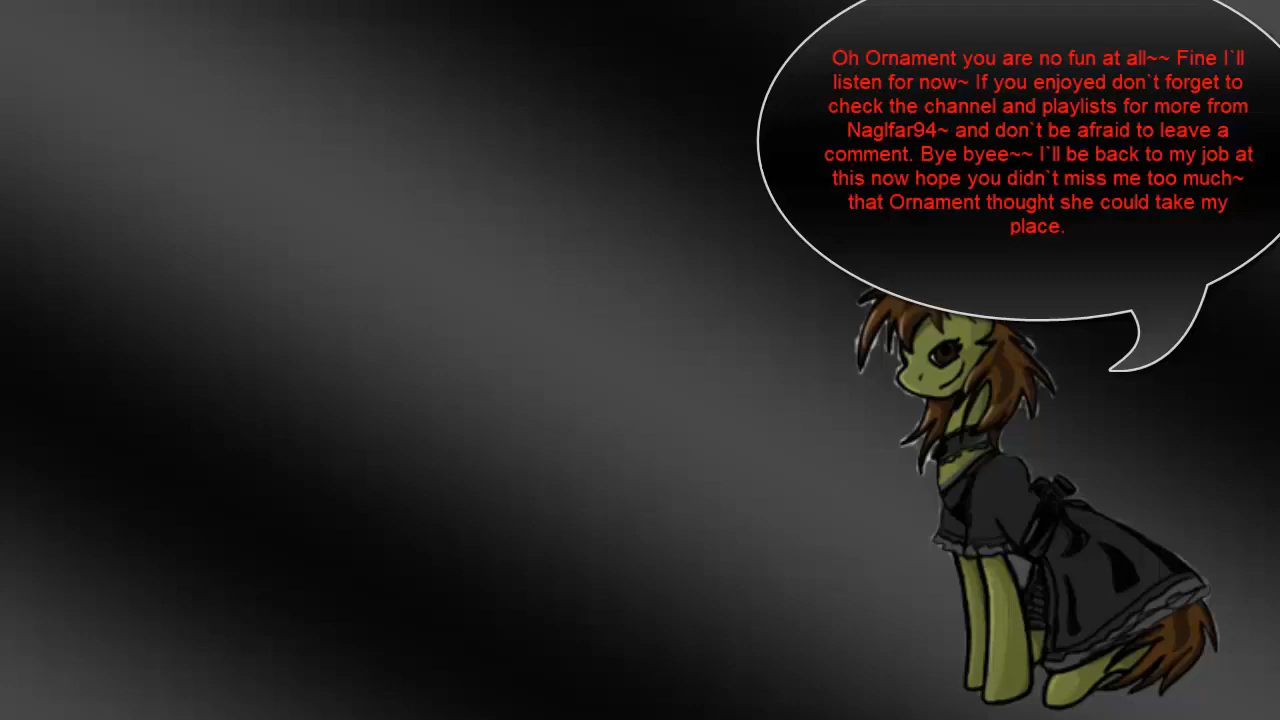 Oh Ornament you are no fun at all~~ Fine I`ll
listen for now~ If you enjoyed don`t forget to
check the channel and playlists for more from
Naglfar94~ and don`t be afraid to leave a
comment. Bye byee~~ I`ll be back to my job at
this now hope you didn`t miss me too much~
that Ornament thought she could take my
place.